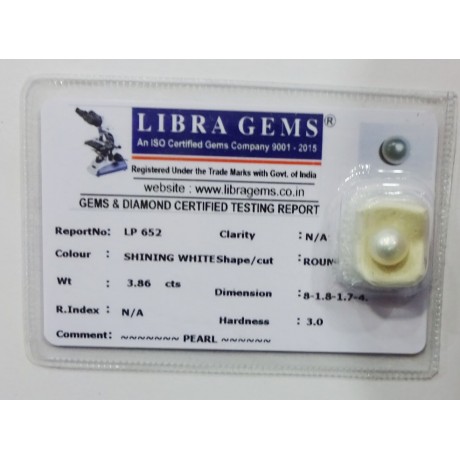 LIBRA GEMS®
An ISO Certified Gems Company 9001 - 2015
Registered Under the Trade Marks with Govt. of India
website : www.libragems.co.in
GEMS & DIAMOND CERTIFIED TESTING REPORT
ReportNo: LP 652 Clarity : N/A
Colour : SHINING WHITE Shape/cut :ROUN
Wt : 3.86 cts
Dimension :8-1.8-1.7-4.
R.Index : N/A
Hardness : 3.0
Comment: ~~~~~~~ PEARL ~~~~~~